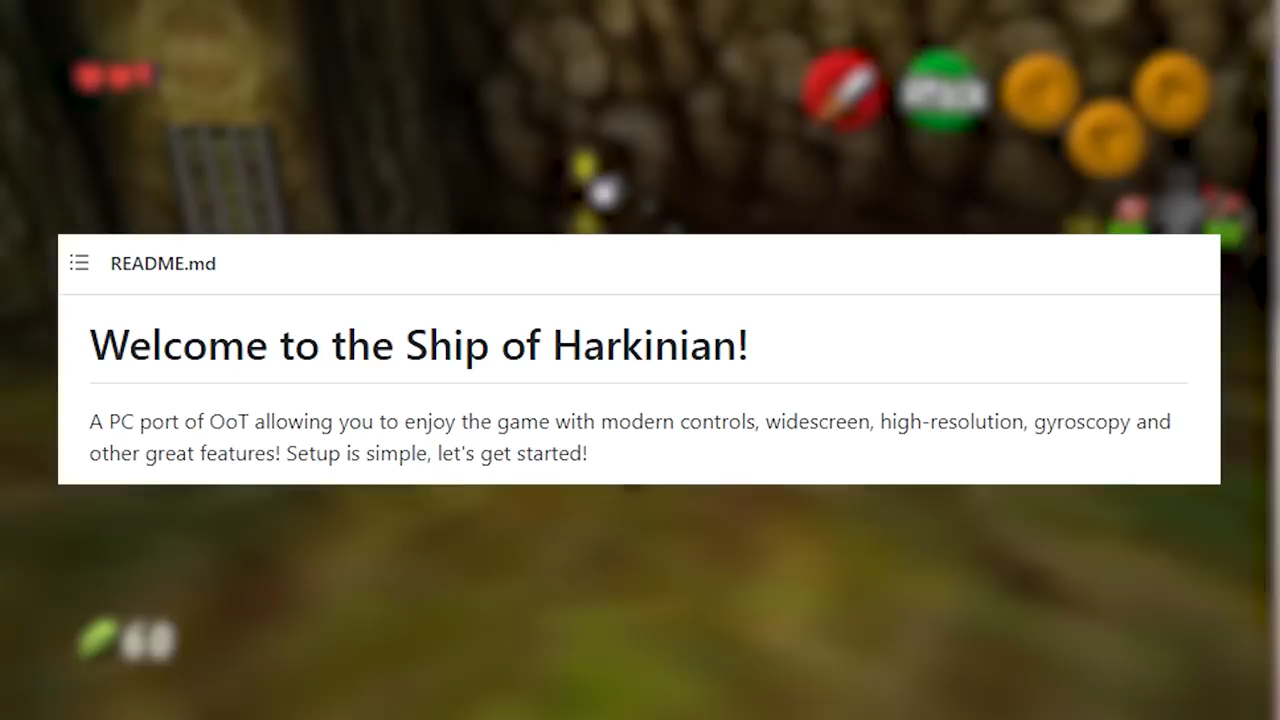 README.md
Welcome to the Ship of Harkinian!
A PC port of OoT allowing you to enjoy the game with modern controls, widescreen, high-resolution, gyroscopy and
other great features! Setup is simple, let's get started!
60